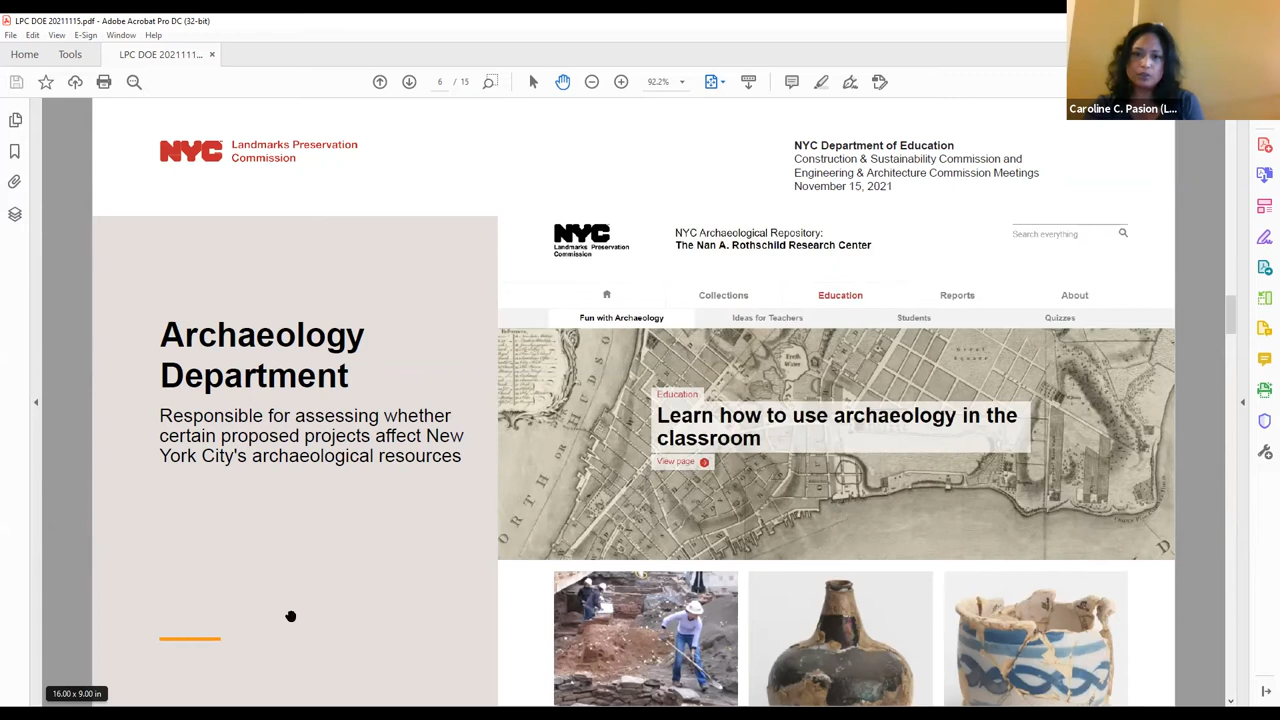 LPC DOE 20211115.pdf - Adobe Acrobat Pro DC (32-bit)
File Edit View E-Sign Window Help
Home Tools LPC DOE 2021111... ×
6 / 15 92.2%
Caroline C. Pasion (L...
NYC Landmarks Preservation
Commission
NYC Department of Education
Construction & Sustainability Commission and
Engineering & Architecture Commission Meetings
November 15, 2021
NYC
Landmarks Preservation
Commission
NYC Archaeological Repository:
The Nan A. Rothschild Research Center
Search everything
Collections Education Reports About
Fun with Archaeology Ideas for Teachers Students Quizzes
Archaeology
Department
Responsible for assessing whether
certain proposed projects affect New
York City's archaeological resources
Education
Learn how to use archaeology in the
classroom
View page
Fresh
Water
NORTH OR HUDSON
16.00 x 9.00 in